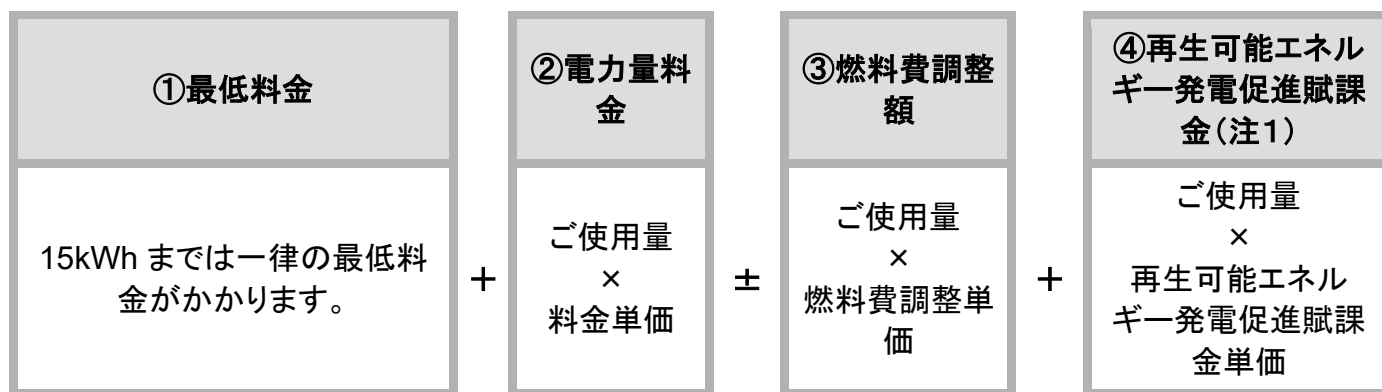 ①最低料金
15kWh までは一律の最低料
金がかかります。
＋
②電力量料
金
ご使用量
×
料金単価
±
③燃料費調整
額
ご使用量
×
燃料費調整単
価
＋
④再生可能エネル
ギー発電促進賦課
金（注１）
ご使用量
×
再生可能エネル
ギー発電促進賦課
金単価